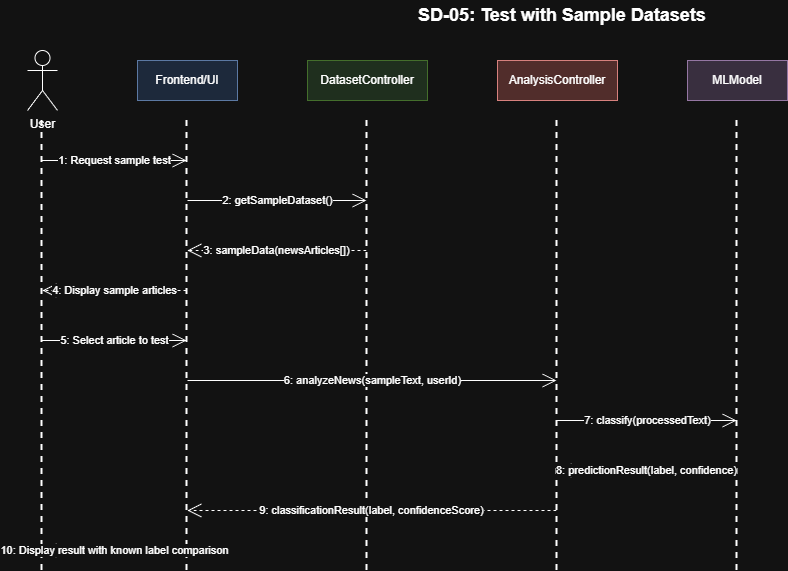 SD-05: Test with Sample Datasets
User
Frontend/UI
DatasetController
AnalysisController
MLModel
1: Request sample test
2: getSampleDataset()
3: sampleData(newsArticles[])
4: Display sample articles
5: Select article to test
6: analyzeNews(sampleText, userId)
7: classify(processedText)
8: predictionResult(label, confidence)
9: classificationResult(label, confidenceScore)
10: Display result with known label comparison